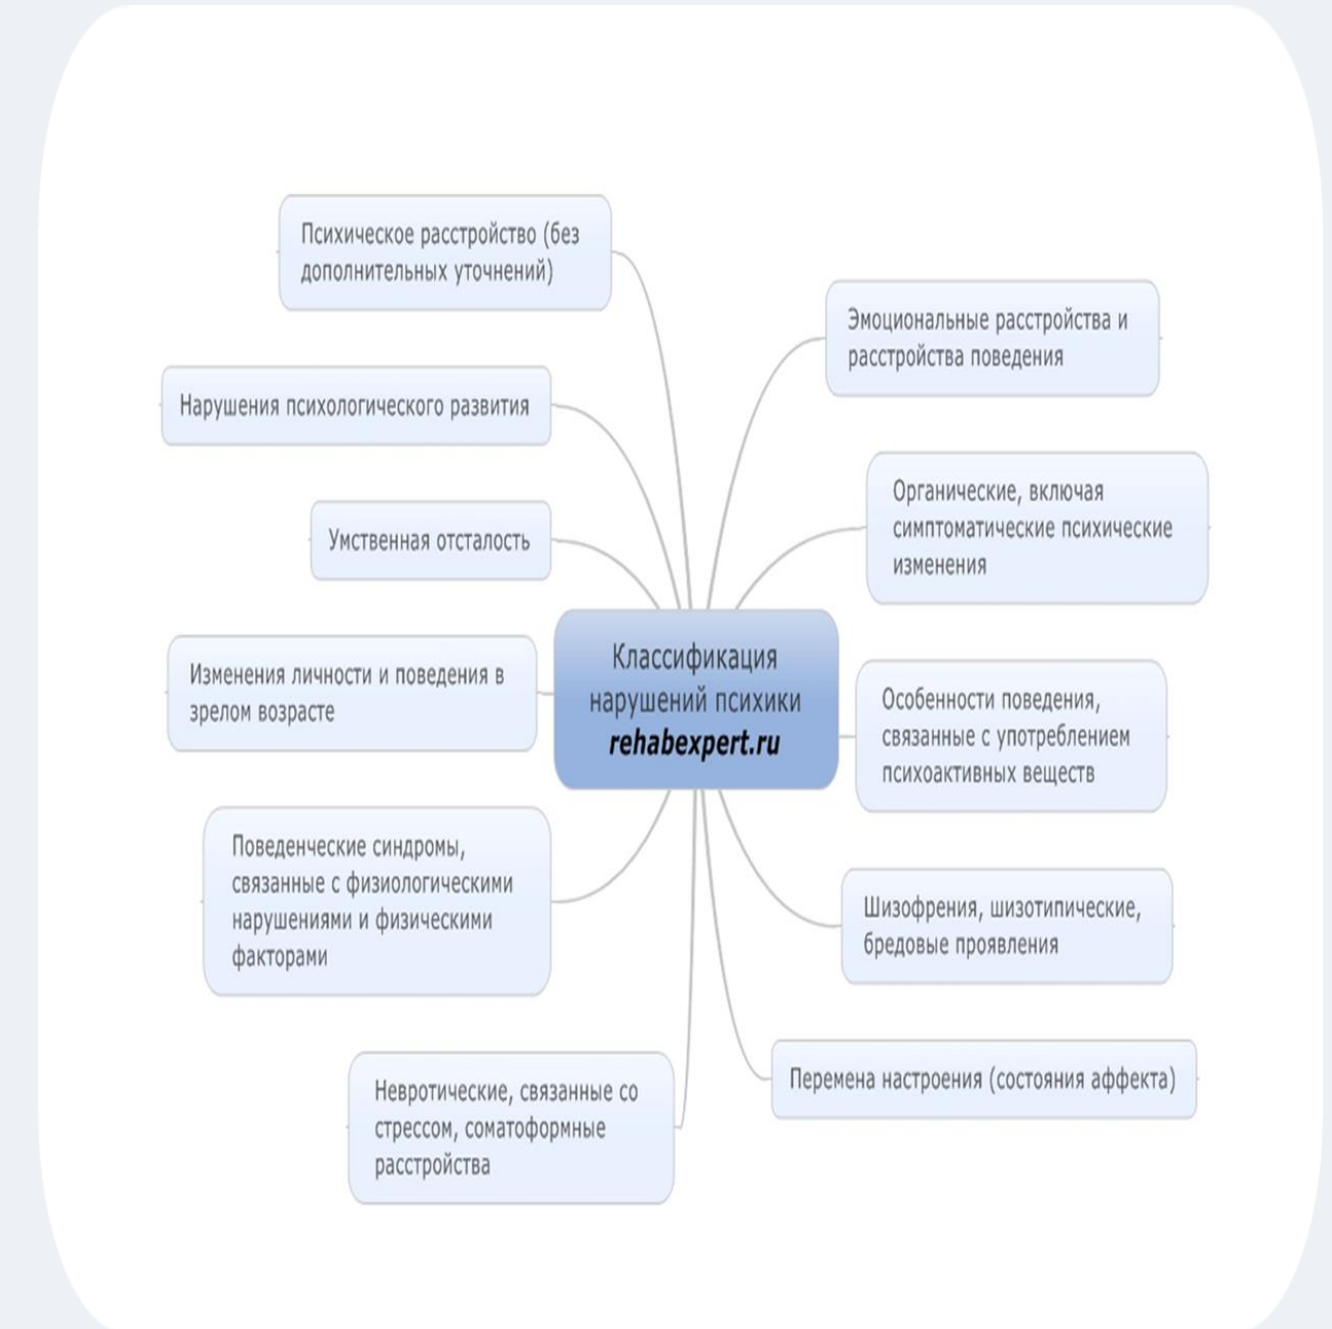 Психическое расстройство (без
дополнительных уточнений)
Нарушения психологического развития
Умственная отсталость
Изменения личности и поведения в
зрелом возрасте
Поведенческие синдромы,
связанные с физиологическими
нарушениями и физическими
факторами
Невротические, связанные со
стрессом, соматоформные
расстройства
Классификация
нарушений психики
rehabexpert.ru
Эмоциональные расстройства и
расстройства поведения
Органические, включая
симптоматические психические
изменения
Особенности поведения,
связанные с употреблением
психоактивных веществ
Шизофрения, шизотипические,
бредовые проявления
Перемена настроения (состояния аффекта)